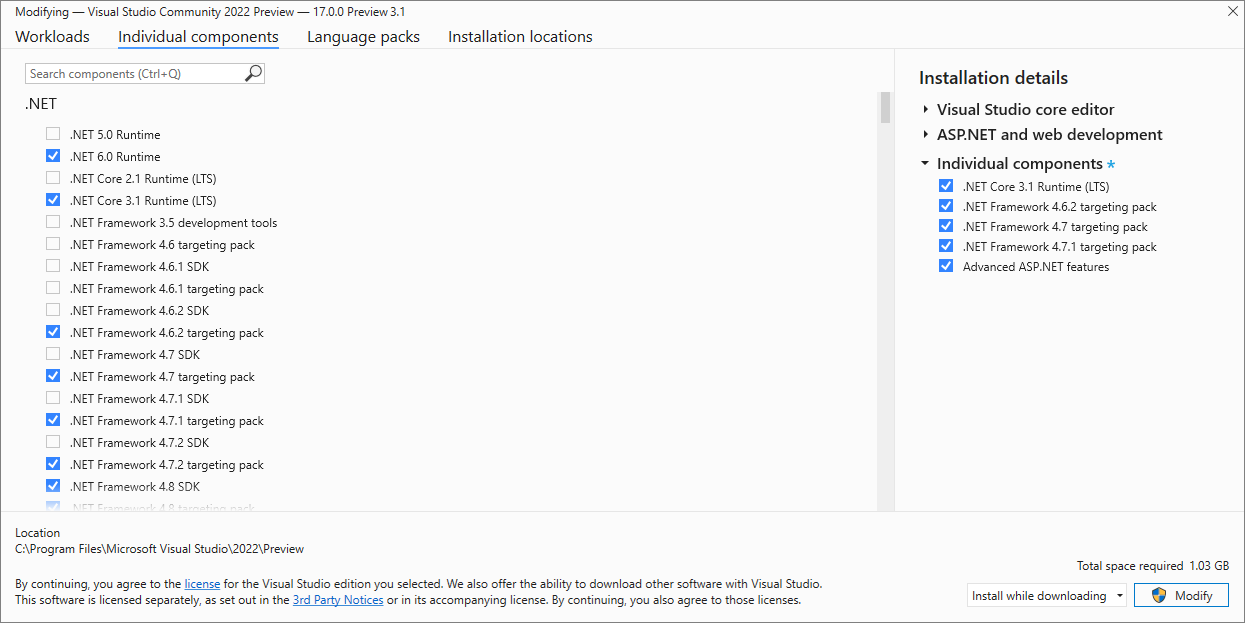 Modifying — Visual Studio Community 2022 Preview — 17.0.0 Preview 3.1
Workloads Individual components Language packs Installation locations
Search components (Ctrl+Q)
.NET
.NET 5.0 Runtime
.NET 6.0 Runtime
.NET Core 2.1 Runtime (LTS)
.NET Core 3.1 Runtime (LTS)
.NET Framework 3.5 development tools
.NET Framework 4.6 targeting pack
.NET Framework 4.6.1 SDK
.NET Framework 4.6.1 targeting pack
.NET Framework 4.6.2 SDK
.NET Framework 4.6.2 targeting pack
.NET Framework 4.7 SDK
.NET Framework 4.7 targeting pack
.NET Framework 4.7.1 SDK
.NET Framework 4.7.1 targeting pack
.NET Framework 4.7.2 SDK
.NET Framework 4.7.2 targeting pack
.NET Framework 4.8 SDK
.NET Framework 4.8 targeting pack
Installation details
Visual Studio core editor
ASP.NET and web development
Individual components *
.NET Core 3.1 Runtime (LTS)
.NET Framework 4.6.2 targeting pack
.NET Framework 4.7 targeting pack
.NET Framework 4.7.1 targeting pack
Advanced ASP.NET features
Location
C:\Program Files\Microsoft Visual Studio\2022\Preview
By continuing, you agree to the license for the Visual Studio edition you selected. We also offer the ability to download other software with Visual Studio.
This software is licensed separately, as set out in the 3rd Party Notices or in its accompanying license. By continuing, you also agree to those licenses.
Total space required 1.03 GB
Install while downloading Modify